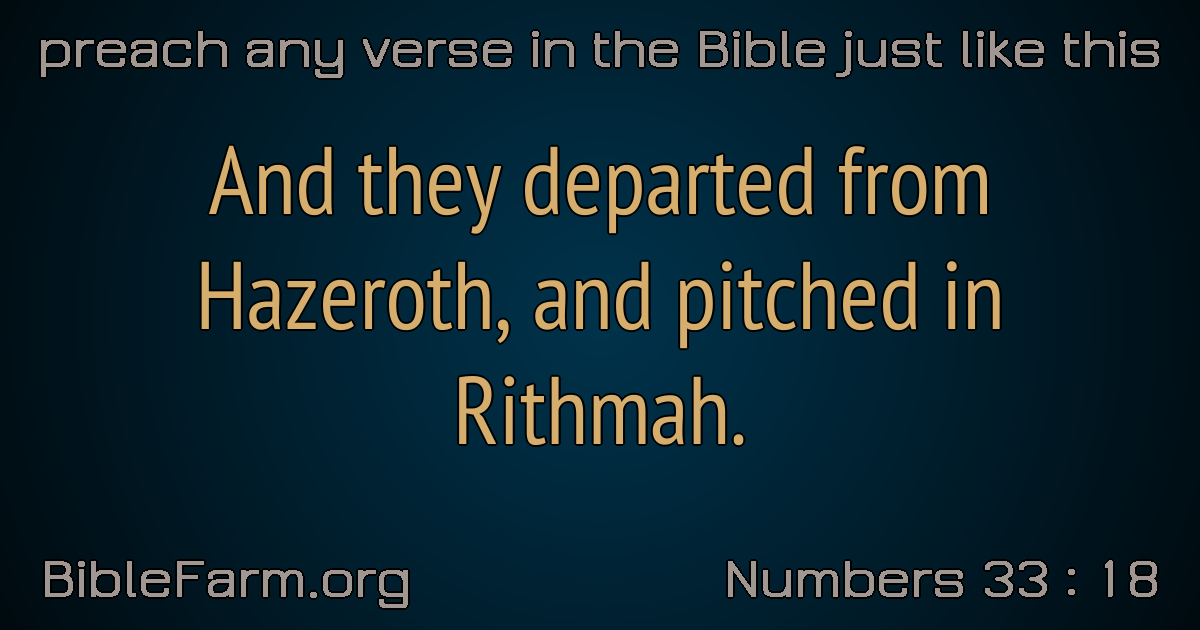 preach any verse in the Bible just like this
And they departed from
Hazeroth, and pitched in
Rithmah.
BibleFarm.org
Numbers 33 : 18